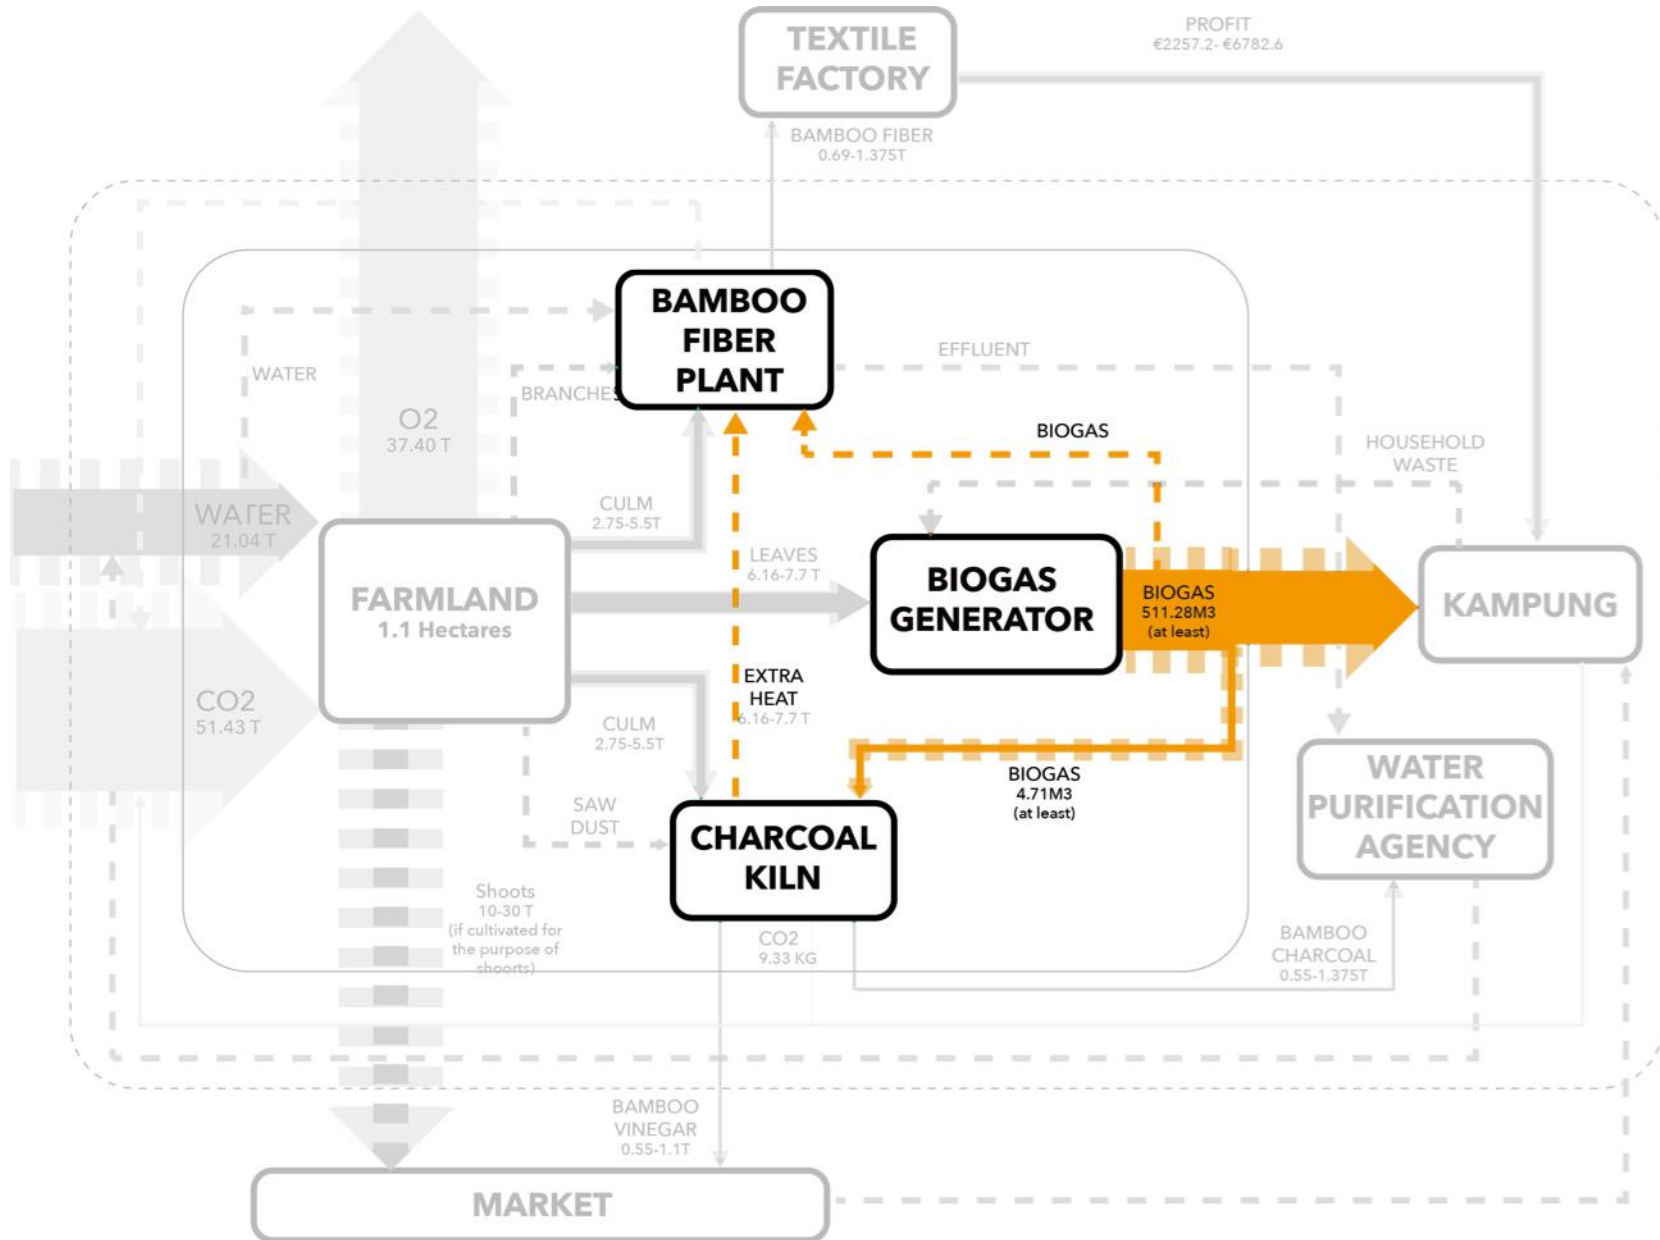 TEXTILE
FACTORY
PROFIT
€2257.2- €6782.6
BAMBOO FIBER
0.69-1.375T
BAMBOO
FIBER
PLANT
WATER
BRANCHES
EFFLUENT
O2
37.40 T
BIOGAS
HOUSEHOLD
WASTE
WATER
21.04 T
CULM
2.75-5.5T
LEAVES
6.16-7.7 T
FARMLAND
1.1 Hectares
BIOGAS
GENERATOR
BIOGAS
511.28M3
(at least)
KAMPUNG
CO2
51.43 T
EXTRA
HEAT
6.16-7.7 T
CULM
2.75-5.5T
BIOGAS
4.71M3
(at least)
WATER
PURIFICATION
AGENCY
SAW
DUST
CHARCOAL
KILN
Shoots
10-30 T
(if cultivated for
the purpose of
shoorts)
CO2
9.33 KG
BAMBOO
CHARCOAL
0.55-1.375T
BAMBOO
VINEGAR
0.55-1.1T
MARKET